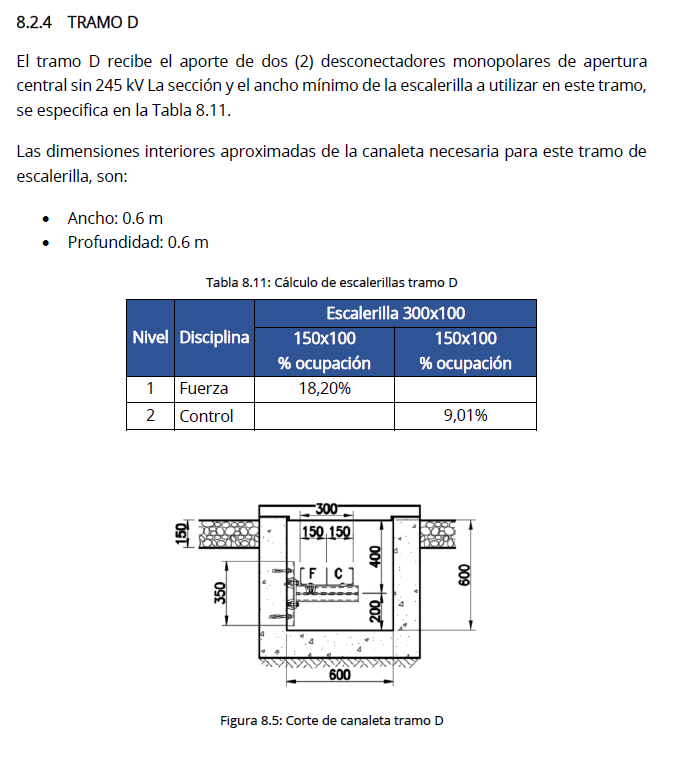 8.2.4 TRAMO D
El tramo D recibe el aporte de dos (2) desconectadores monopolares de apertura
central sin 245 kV La sección y el ancho mínimo de la escalerilla a utilizar en este tramo,
se especifica en la Tabla 8.11.
Las dimensiones interiores aproximadas de la canaleta necesaria para este tramo de
escalerilla, son:
• Ancho: 0.6 m
• Profundidad: 0.6 m
Tabla 8.11: Cálculo de escalerillas tramo D
Escalerilla 300x100
Nivel Disciplina 150x100 150x100
% ocupación % ocupación
1 Fuerza 18,20%
2 Control 9,01%
300
150 150 150
F C 400
350 600
200
600
Figura 8.5: Corte de canaleta tramo D